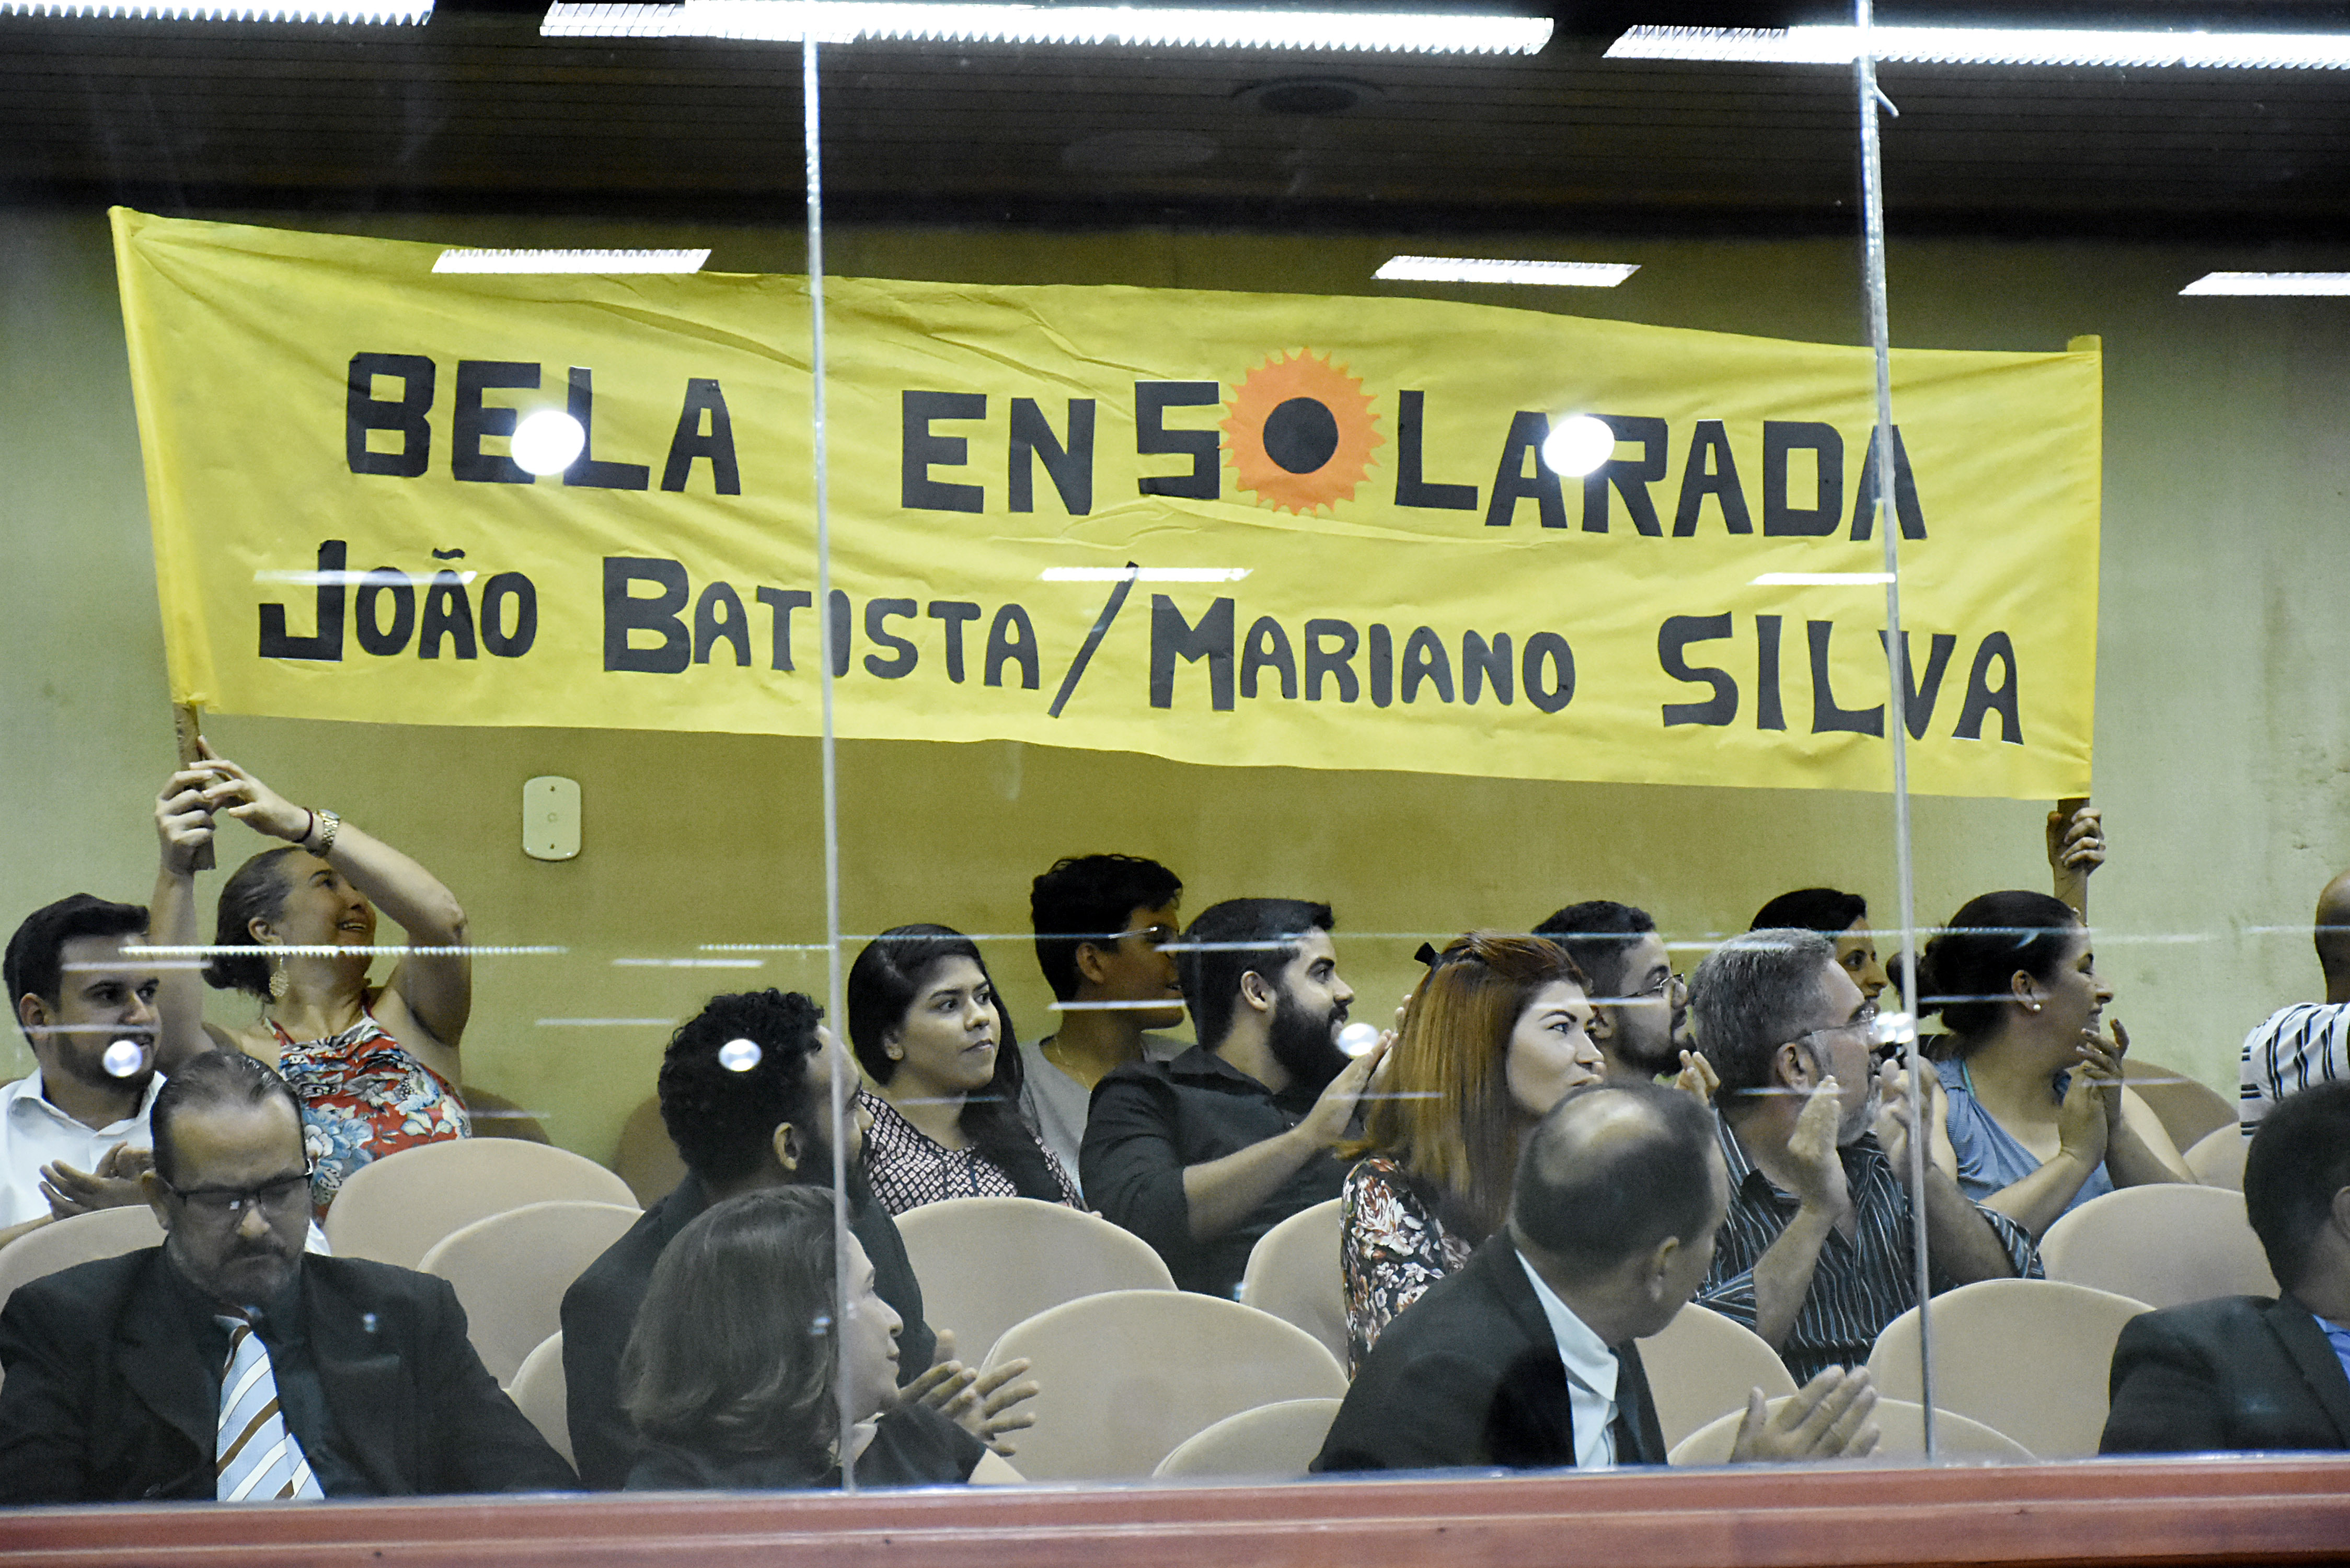 BELA ENSOLARADA
JOÃO BATISTA/MARIANO SILVA